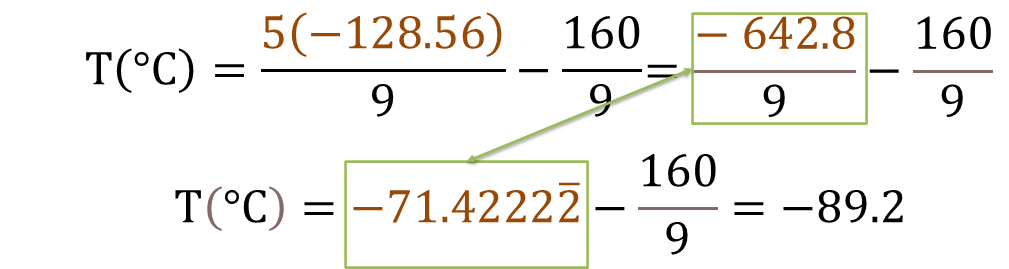 T(°C) = 5(−128.56)/9 − 160/9 = − 642.8/9 − 160/9
T(°C) = −71.42222̅ − 160/9 = −89.2